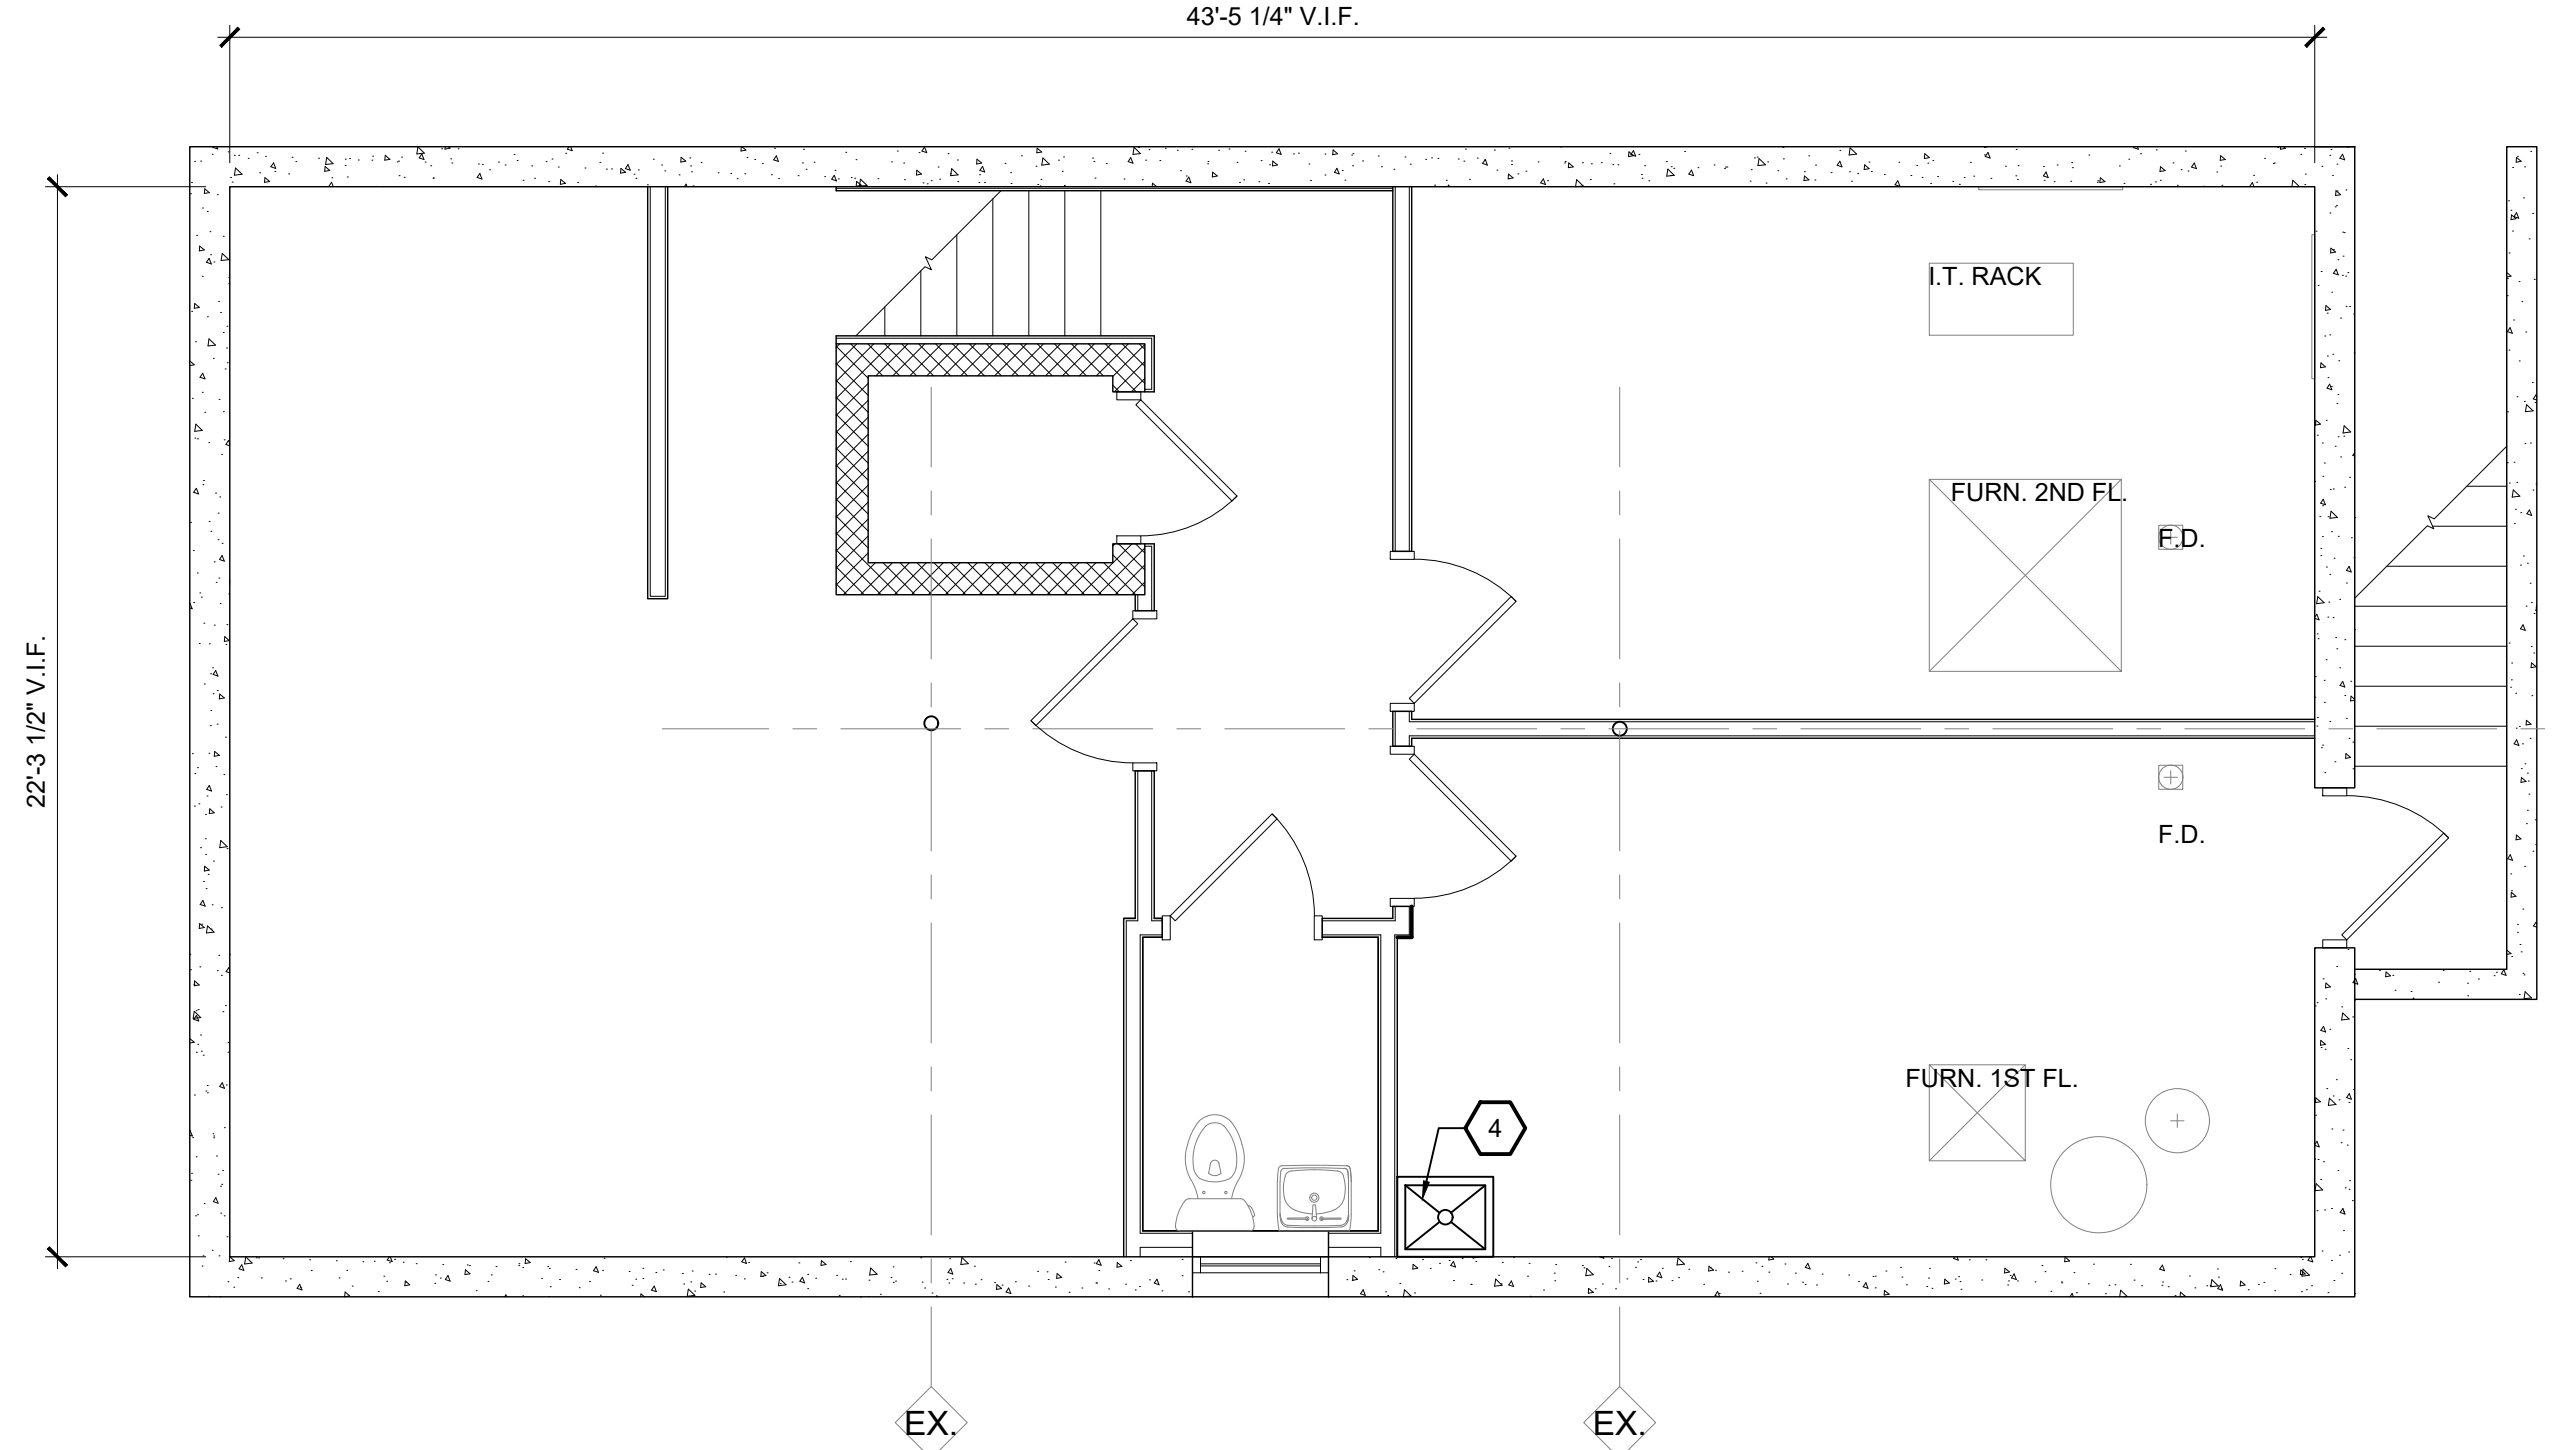 43'-5 1/4" V.I.F.
I.T. RACK
FURN. 2ND FL.
F.D.
22'-3 1/2" V.I.F.
F.D.
FURN. 1ST FL.
4
EX.
EX.